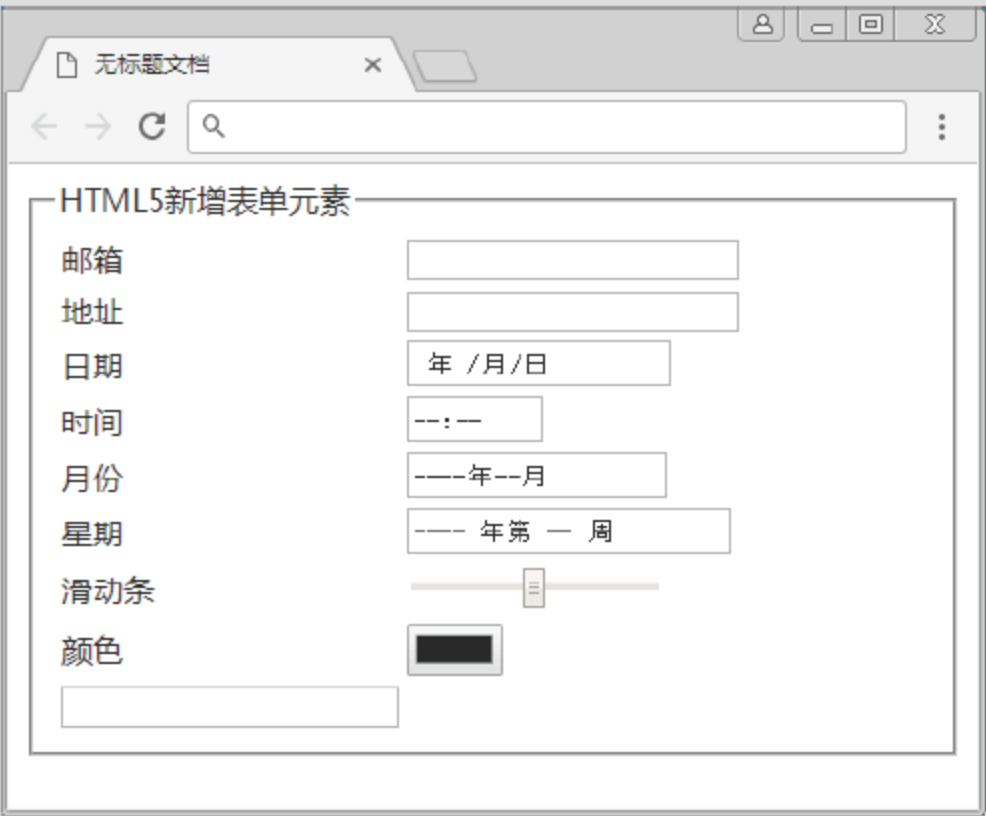 无标题文档
HTML5新增表单元素
邮箱
地址
日期 年 /月/日
时间 --:--
月份 ----年--月
星期 ---- 年第 -- 周
滑动条
颜色